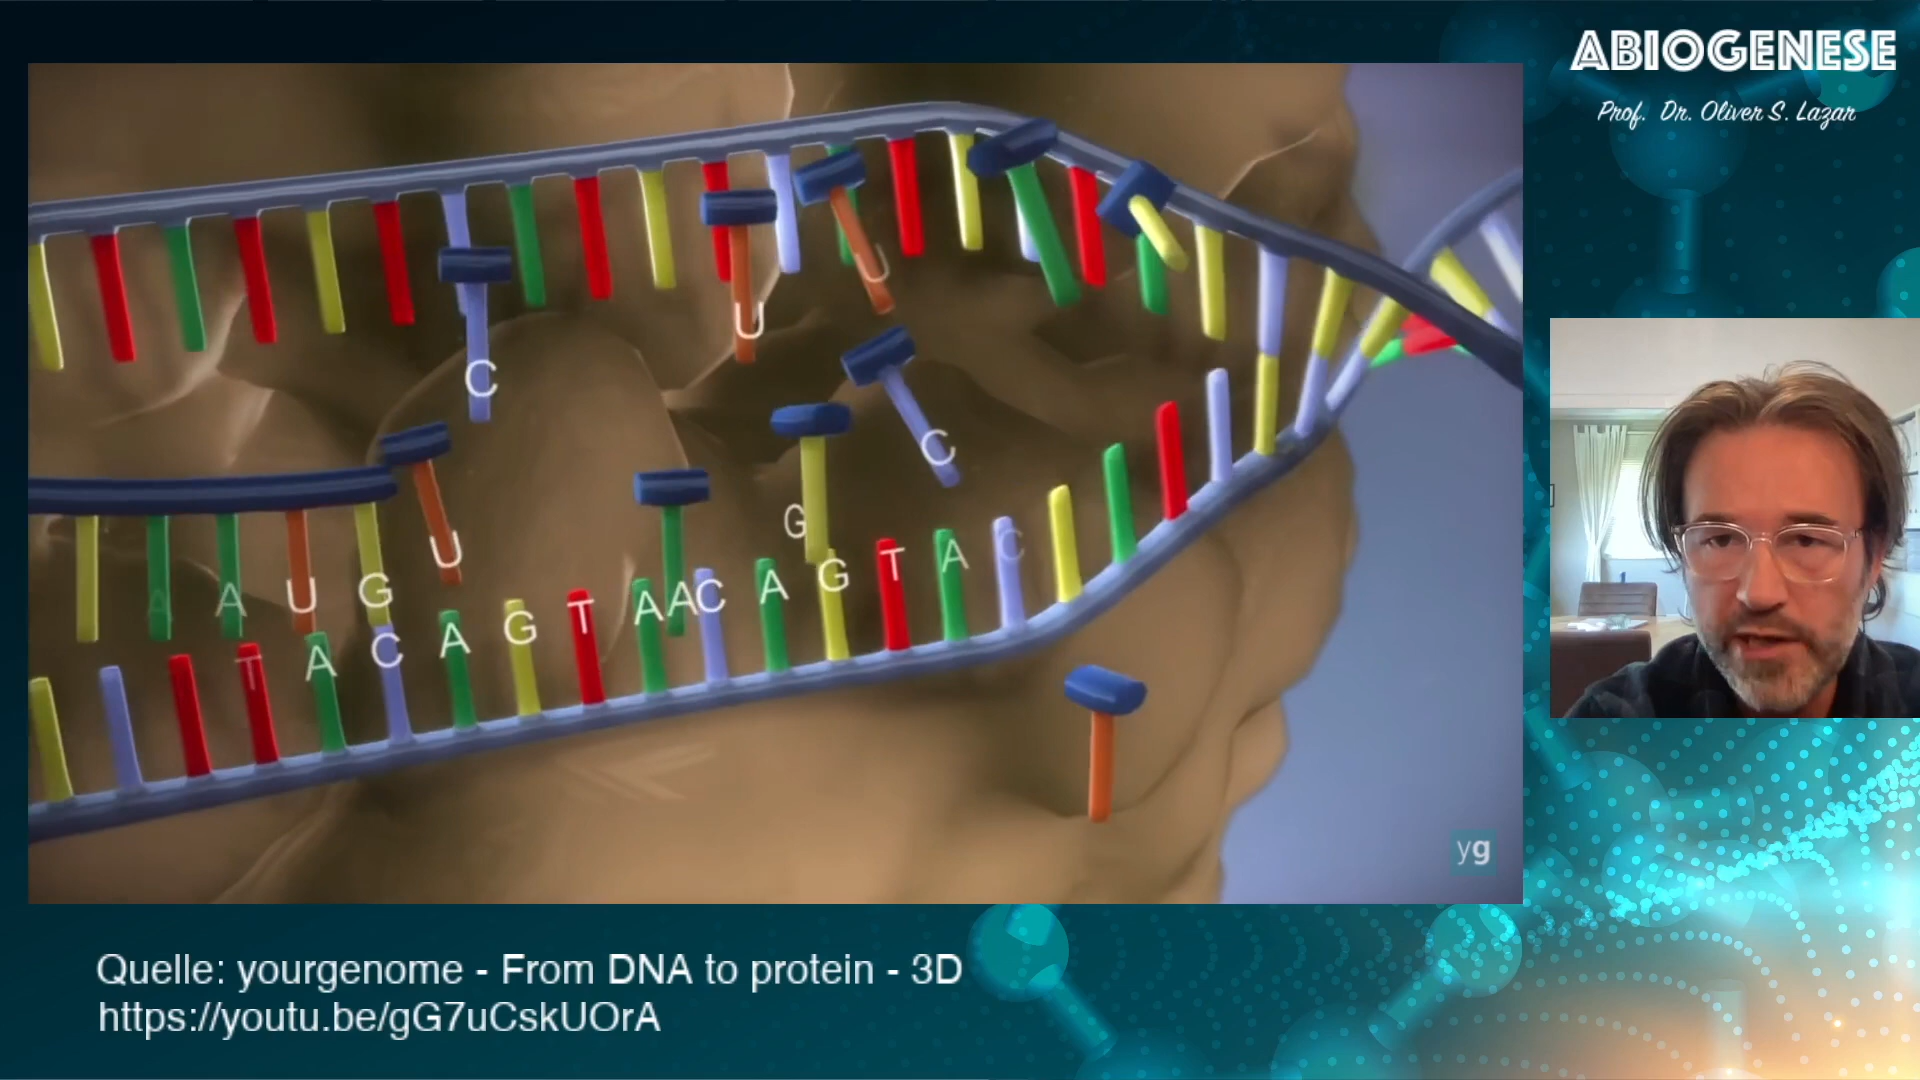 ABIOGENESE
Prof. Dr. Oliver S. Lazar
U
U
C
C
U
G
A A U G
T A C A G T A A C A G T A C
yg
Quelle: yourgenome - From DNA to protein - 3D
https://youtu.be/gG7uCskUOrA